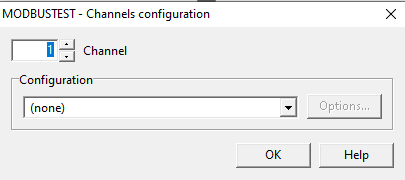 MODBUSTEST - Channels configuration
1 Channel
Configuration
(none) Options...
OK Help